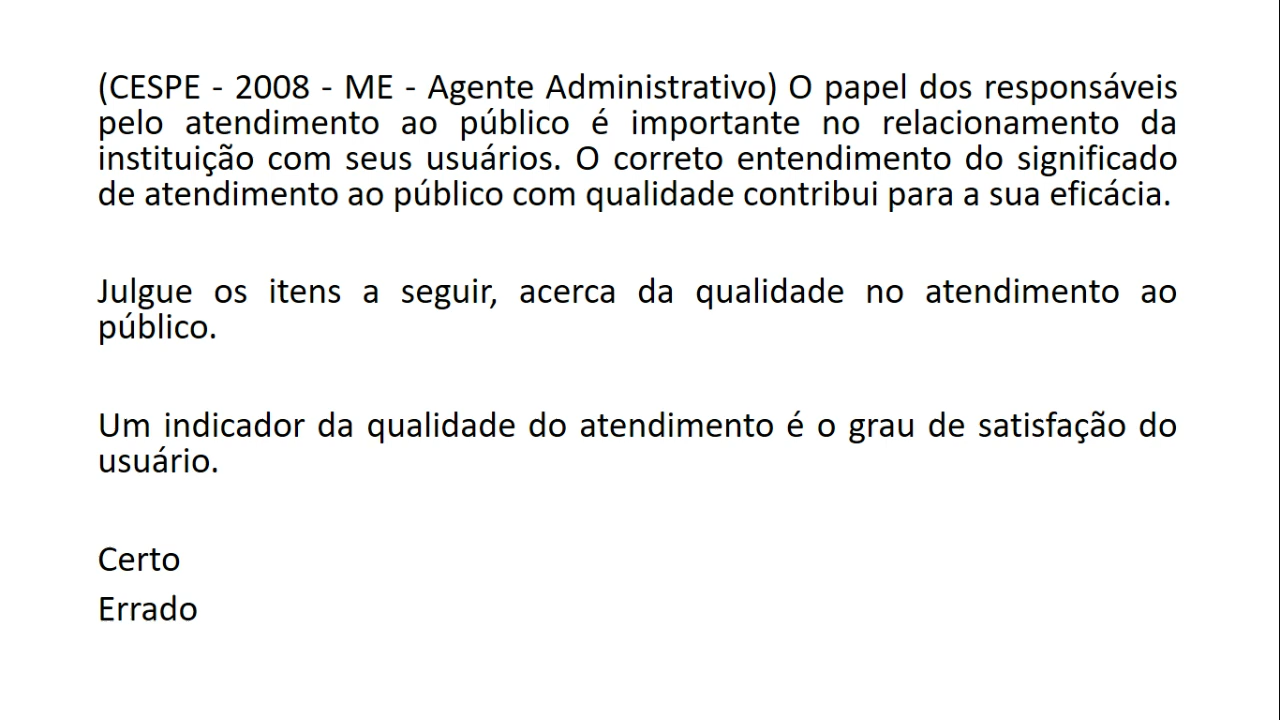 (CESPE - 2008 - ME - Agente Administrativo) O papel dos responsáveis
pelo atendimento ao público é importante no relacionamento da
instituição com seus usuários. O correto entendimento do significado
de atendimento ao público com qualidade contribui para a sua eficácia.
Julgue os itens a seguir, acerca da qualidade no atendimento ao
público.
Um indicador da qualidade do atendimento é o grau de satisfação do
usuário.
Certo
Errado